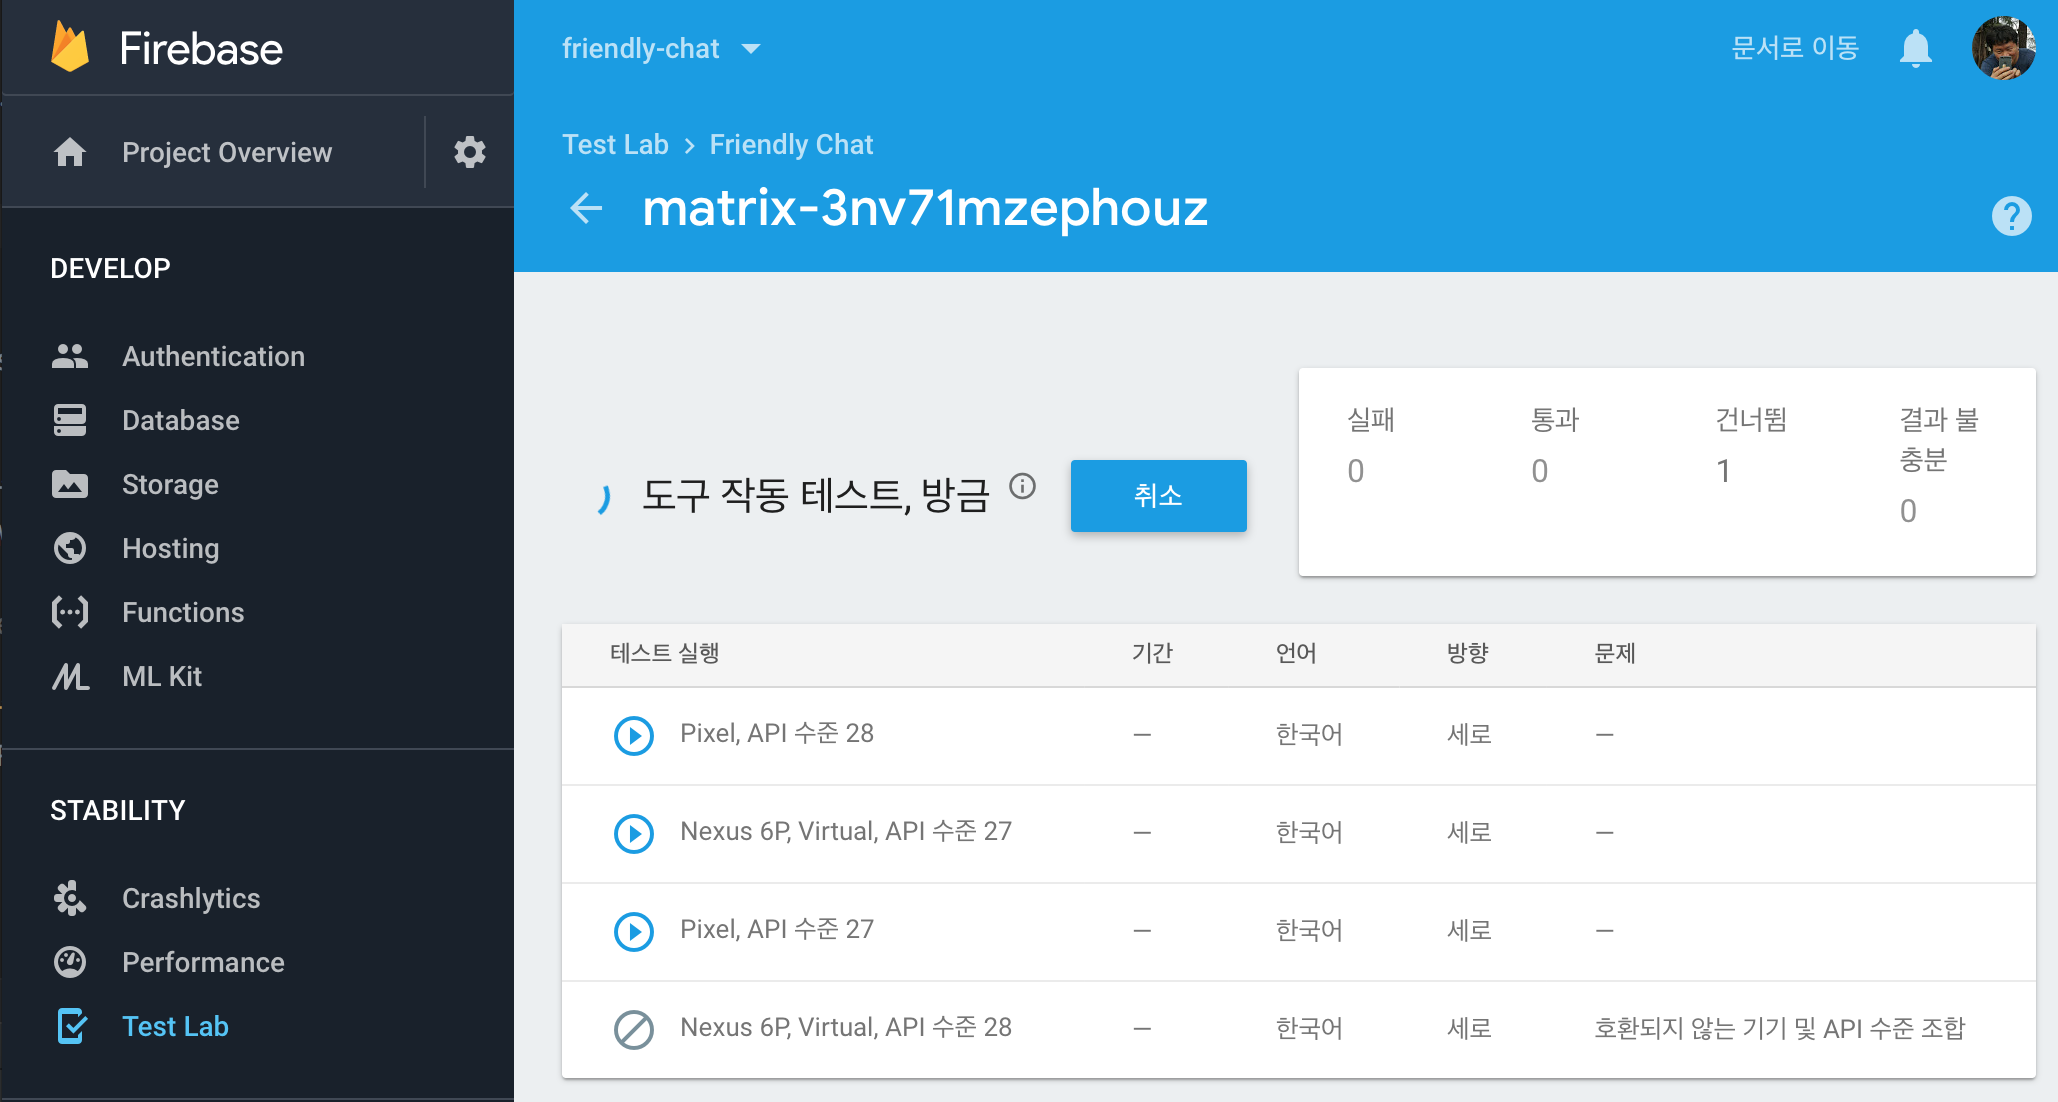 Firebase
Project Overview
DEVELOP
Authentication
Database
Storage
Hosting
Functions
ML Kit
STABILITY
Crashlytics
Performance
Test Lab
friendly-chat
문서로 이동
Test Lab > Friendly Chat
matrix-3nv71mzephouz
도구 작동 테스트, 방금
취소
실패 통과 건너뜀 결과 불
충분
0 0 1 0
테스트 실행 기간 언어 방향 문제
Pixel, API 수준 28 — 한국어 세로 —
Nexus 6P, Virtual, API 수준 27 — 한국어 세로 —
Pixel, API 수준 27 — 한국어 세로 —
Nexus 6P, Virtual, API 수준 28 — 한국어 세로 호환되지 않는 기기 및 API 수준 조합